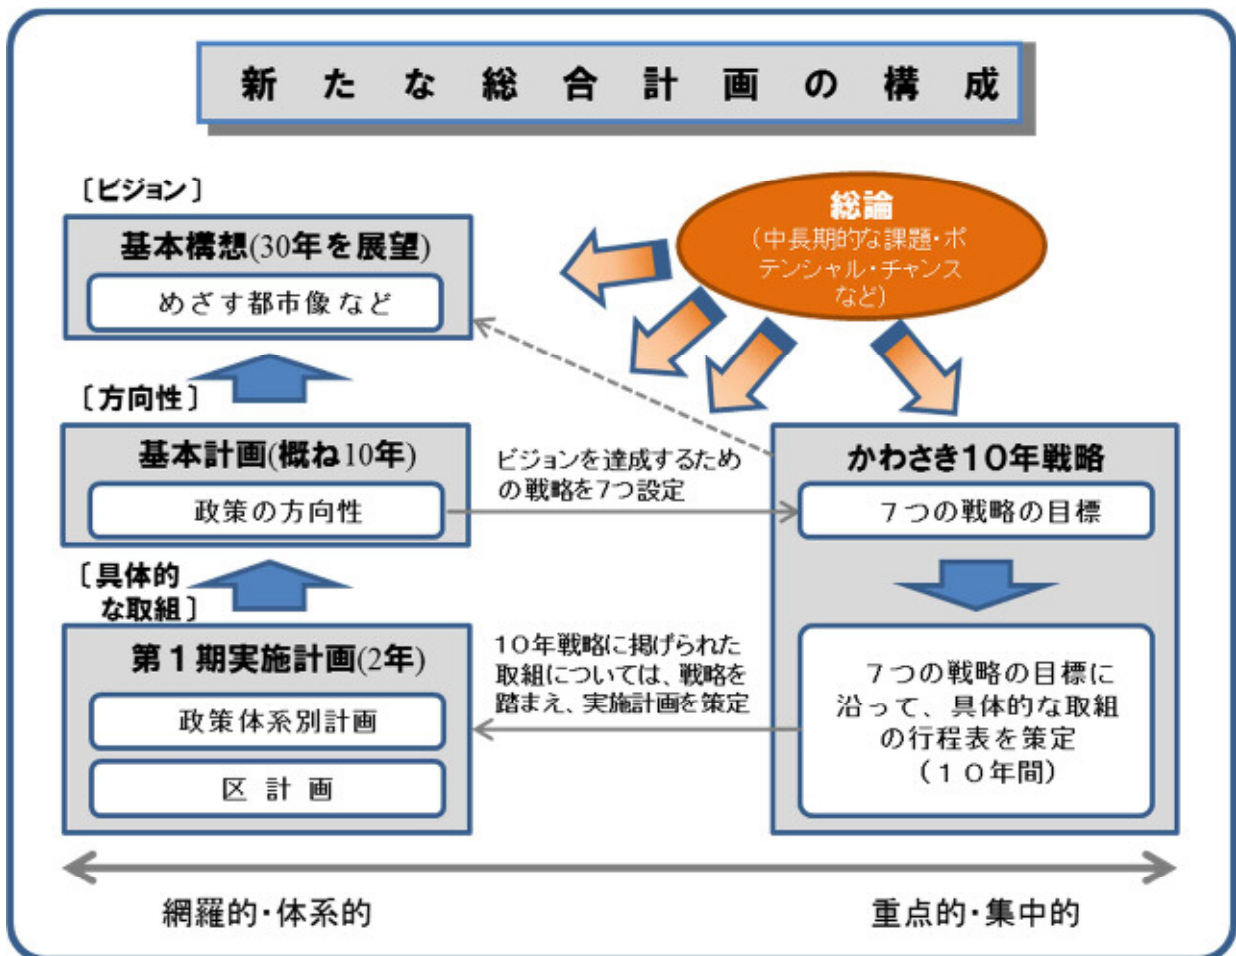 新たな総合計画の構成
〔ビジョン〕
基本構想(30年を展望)
めざす都市像など
総論
(中長期的な課題・ポ
テンシャル・チャンス
など)
〔方向性〕
基本計画(概ね10年)
政策の方向性
ビジョンを達成するため
の戦略を7つ設定
かわさき10年戦略
7つの戦略の目標
〔具体的
な取組〕
第1期実施計画(2年)
政策体系別計画
区計画
10年戦略に掲げられた
取組については、戦略を
踏まえ、実施計画を策定
7つの戦略の目標に
沿って、具体的な取組
の行程表を策定
(10年間)
網羅的・体系的
重点的・集中的